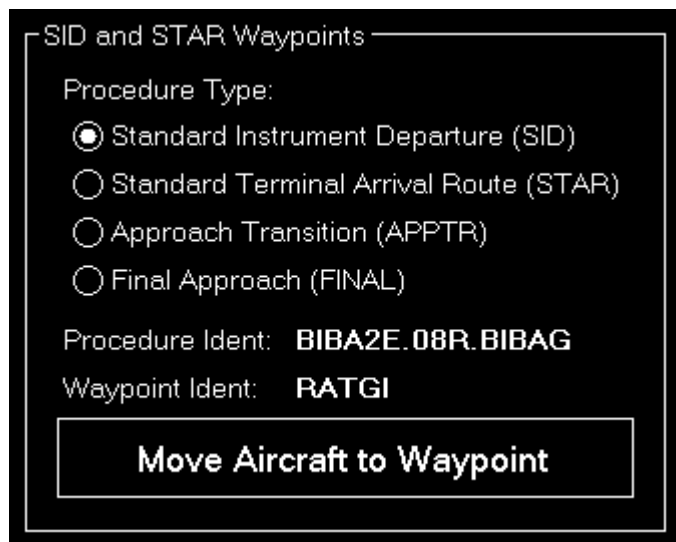 SID and STAR Waypoints
Procedure Type:
Standard Instrument Departure (SID)
Standard Terminal Arrival Route (STAR)
Approach Transition (APPTR)
Final Approach (FINAL)
Procedure Ident: BIBA2E.08R.BIBAG
Waypoint Ident: RATGI
Move Aircraft to Waypoint